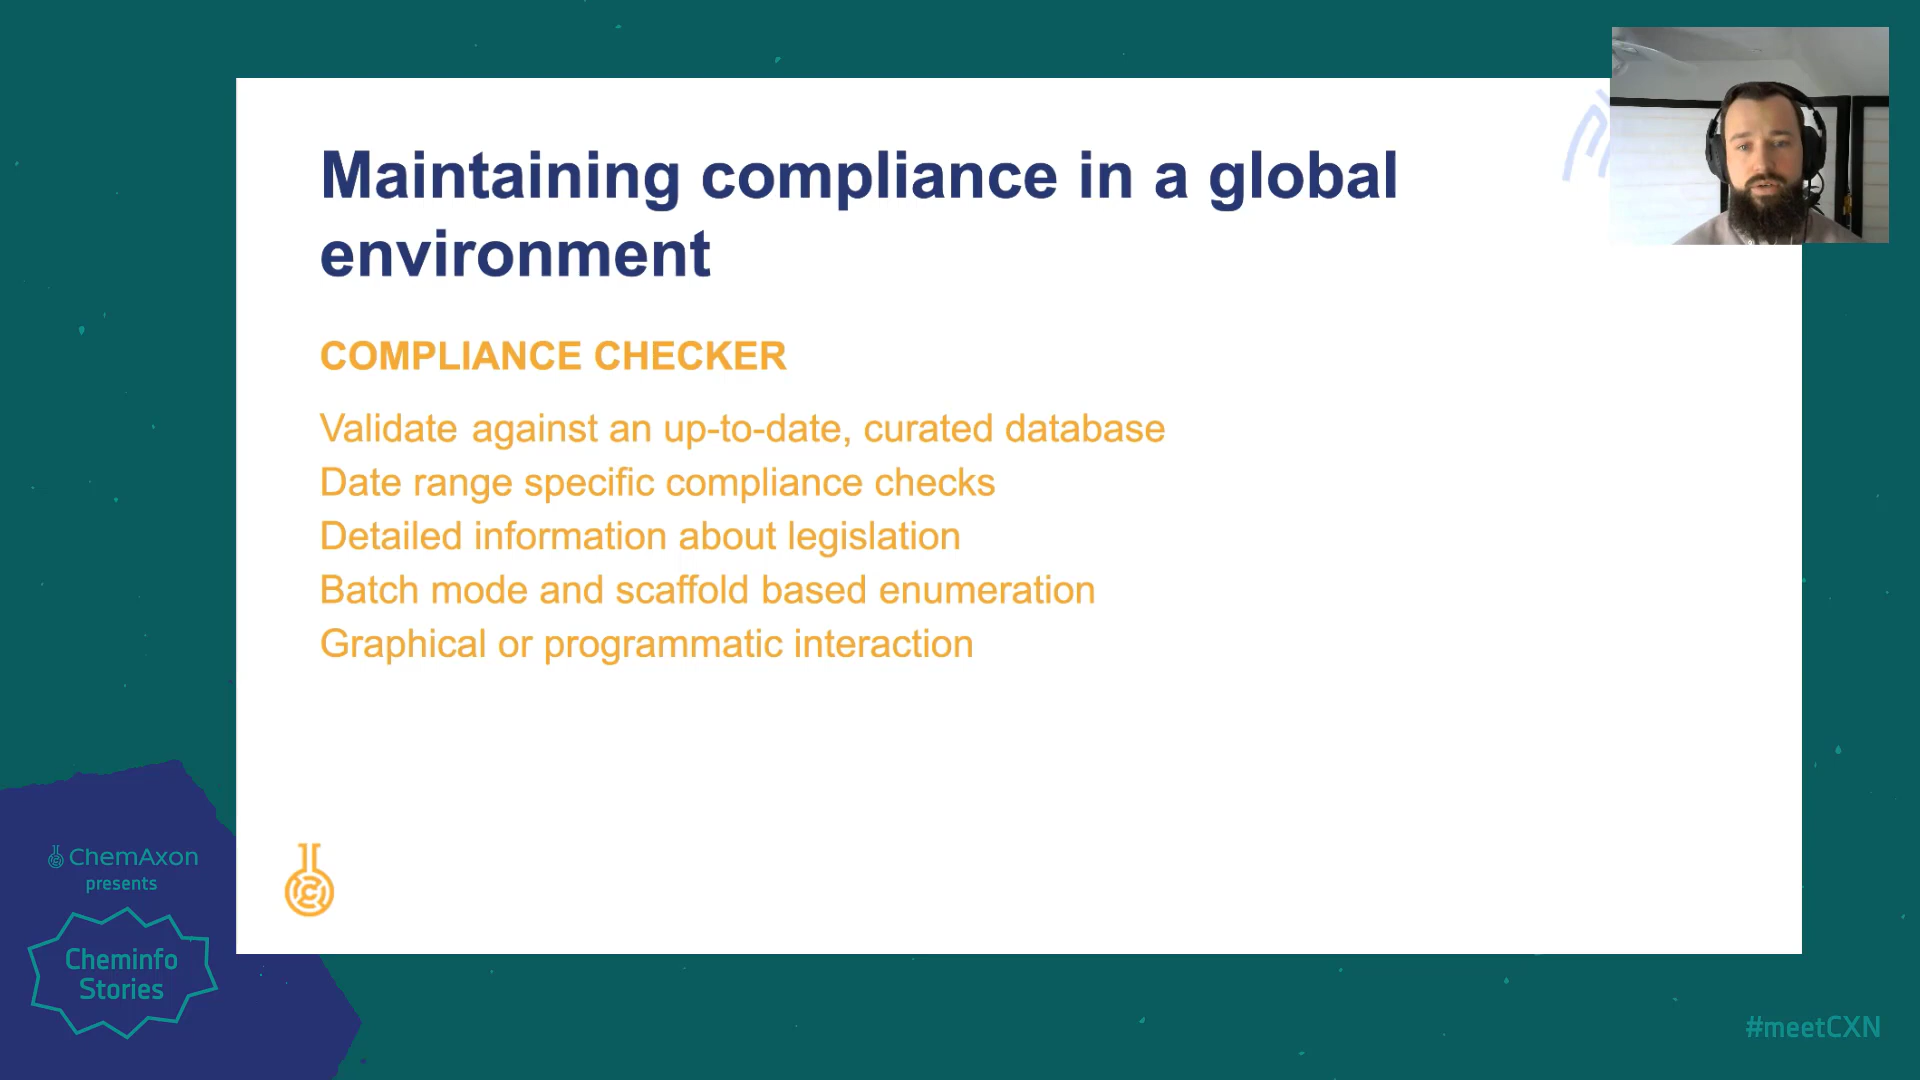 Maintaining compliance in a global
environment
COMPLIANCE CHECKER
Validate against an up-to-date, curated database
Date range specific compliance checks
Detailed information about legislation
Batch mode and scaffold based enumeration
Graphical or programmatic interaction
ChemAxon
presents
Cheminfo
Stories
#meetCXN